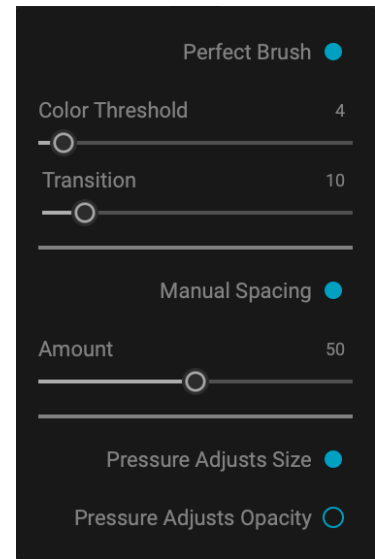 Perfect Brush
Color Threshold 4
Transition 10
Manual Spacing
Amount 50
Pressure Adjusts Size
Pressure Adjusts Opacity